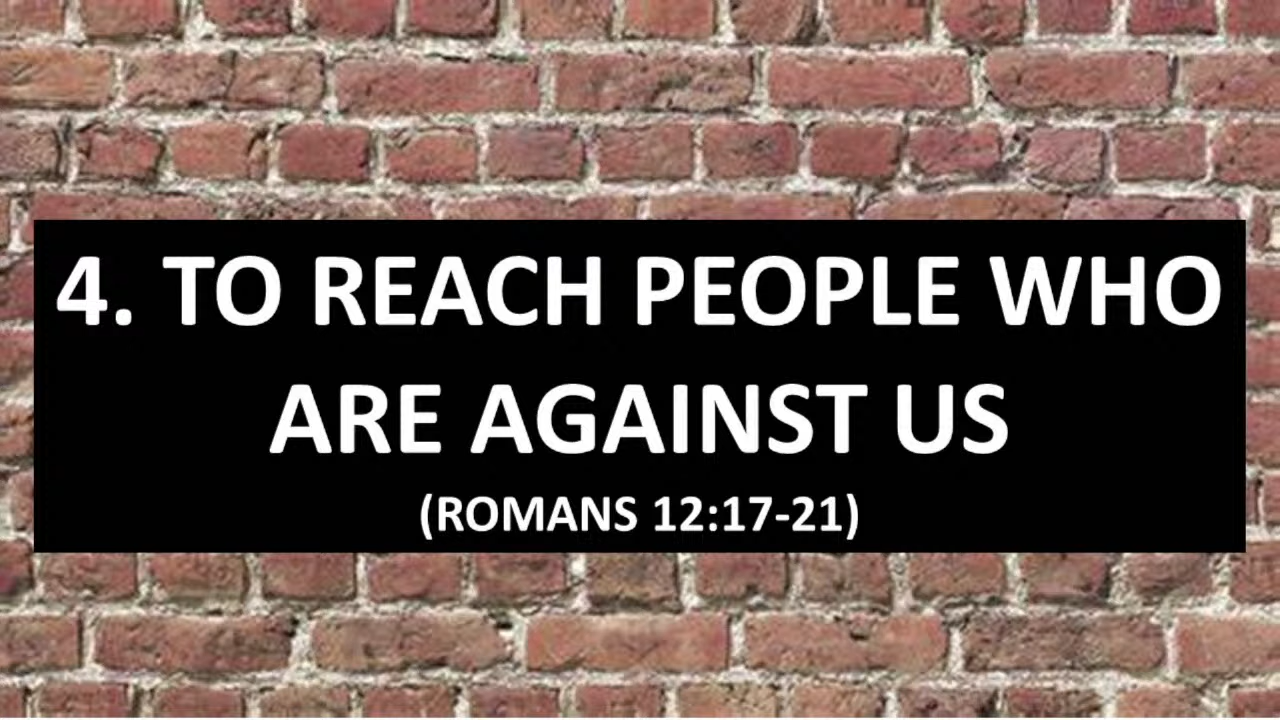 4. TO REACH PEOPLE WHO
ARE AGAINST US
(ROMANS 12:17-21)